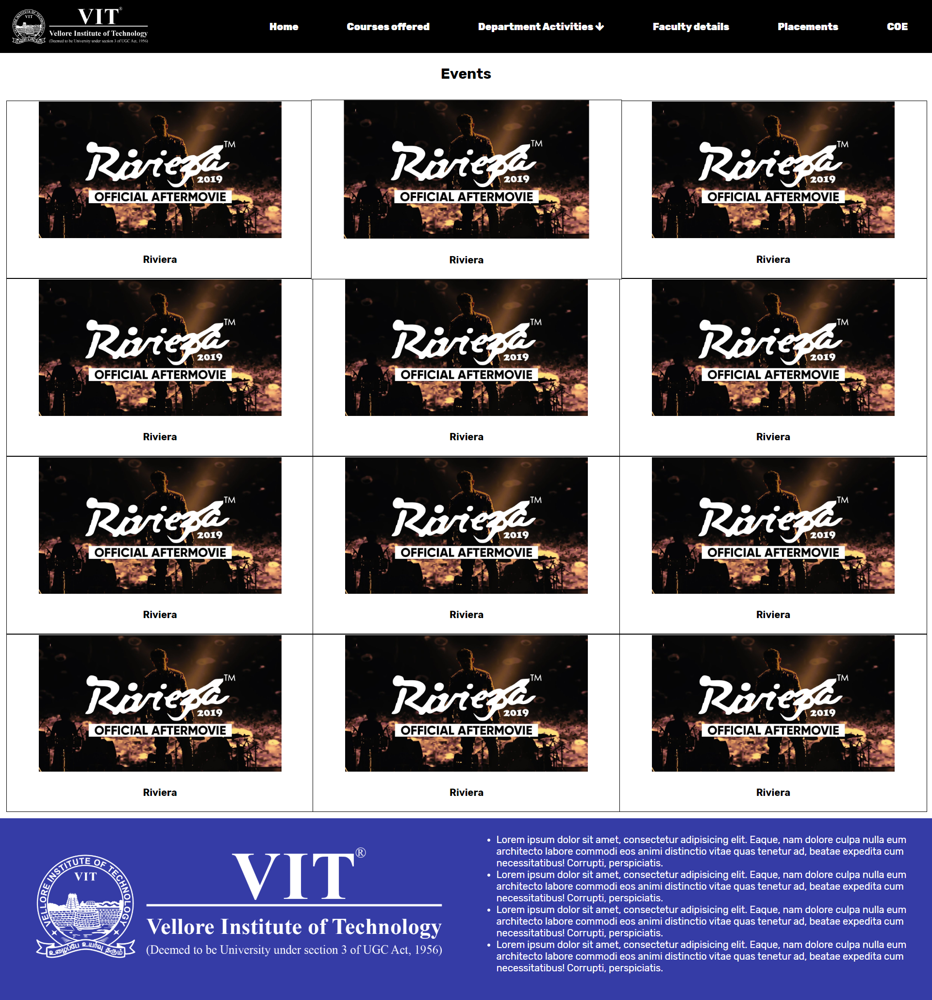 VELLORE INSTITUTE OF TECHNOLOGY
VIT
VIT®
Vellore Institute of Technology
(Deemed to be University under section 3 of UGC Act, 1956)
Home Courses offered Department Activities ↓ Faculty details Placements COE
Events
Riviera™
2019
OFFICIAL AFTERMOVIE
Riviera™
2019
OFFICIAL AFTERMOVIE
Riviera™
2019
OFFICIAL AFTERMOVIE
Riviera
Riviera
Riviera
Riviera™
2019
OFFICIAL AFTERMOVIE
Riviera™
2019
OFFICIAL AFTERMOVIE
Riviera™
2019
OFFICIAL AFTERMOVIE
Riviera
Riviera
Riviera
Riviera™
2019
OFFICIAL AFTERMOVIE
Riviera™
2019
OFFICIAL AFTERMOVIE
Riviera™
2019
OFFICIAL AFTERMOVIE
Riviera
Riviera
Riviera
Riviera™
2019
OFFICIAL AFTERMOVIE
Riviera™
2019
OFFICIAL AFTERMOVIE
Riviera™
2019
OFFICIAL AFTERMOVIE
Riviera
Riviera
Riviera
VELLORE INSTITUTE OF TECHNOLOGY
VIT
உழைப்பே உயர்வு தரும்
VIT®
Vellore Institute of Technology
(Deemed to be University under section 3 of UGC Act, 1956)
• Lorem ipsum dolor sit amet, consectetur adipisicing elit. Eaque, nam dolore culpa nulla eum
architecto labore commodi eos animi distinctio vitae quas tenetur ad, beatae expedita cum
necessitatibus! Corrupti, perspiciatis.
• Lorem ipsum dolor sit amet, consectetur adipisicing elit. Eaque, nam dolore culpa nulla eum
architecto labore commodi eos animi distinctio vitae quas tenetur ad, beatae expedita cum
necessitatibus! Corrupti, perspiciatis.
• Lorem ipsum dolor sit amet, consectetur adipisicing elit. Eaque, nam dolore culpa nulla eum
architecto labore commodi eos animi distinctio vitae quas tenetur ad, beatae expedita cum
necessitatibus! Corrupti, perspiciatis.
• Lorem ipsum dolor sit amet, consectetur adipisicing elit. Eaque, nam dolore culpa nulla eum
architecto labore commodi eos animi distinctio vitae quas tenetur ad, beatae expedita cum
necessitatibus! Corrupti, perspiciatis.